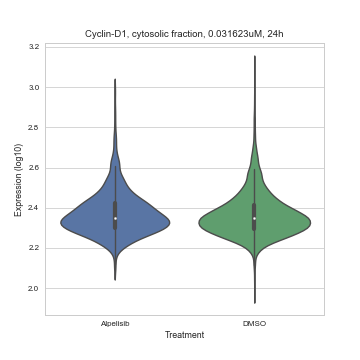 Cyclin-D1, cytosolic fraction, 0.031623uM, 24h
3.2
3.0
2.8
2.6
2.4
2.2
2.0
Expression (log10)
Alpelisib
DMSO
Treatment